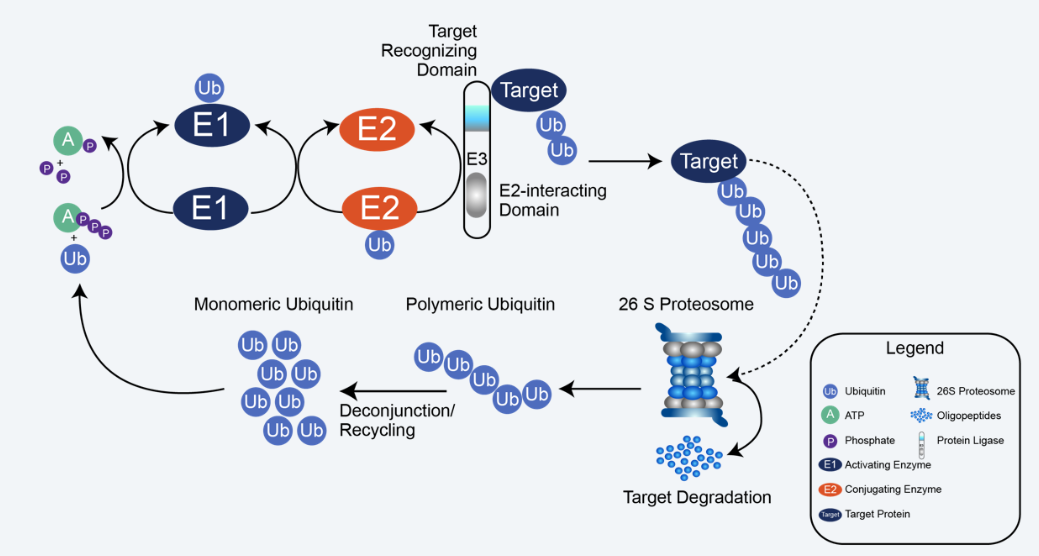 Target
Recognizing
Domain
Ub
E1
E2
Target
Ub
Ub
A
P
+
P
P
E3
Target
E2-interacting
Domain
E1
E2
Ub
A
P
P
P
+
Ub
Ub
Ub
Ub
Ub
Ub
Monomeric Ubiquitin
Polymeric Ubiquitin
26 S Proteosome
Ub
Ub
Ub
Ub
Ub
Ub
Ub
Ub
Ub
Ub
Ub
Ub
Ub
Deconjunction/
Recycling
Target Degradation
Legend
Ub Ubiquitin
26S Proteosome
A ATP
Oligopeptides
P Phosphate
Protein Ligase
E1 Activating Enzyme
E2 Conjugating Enzyme
Target Target Protein